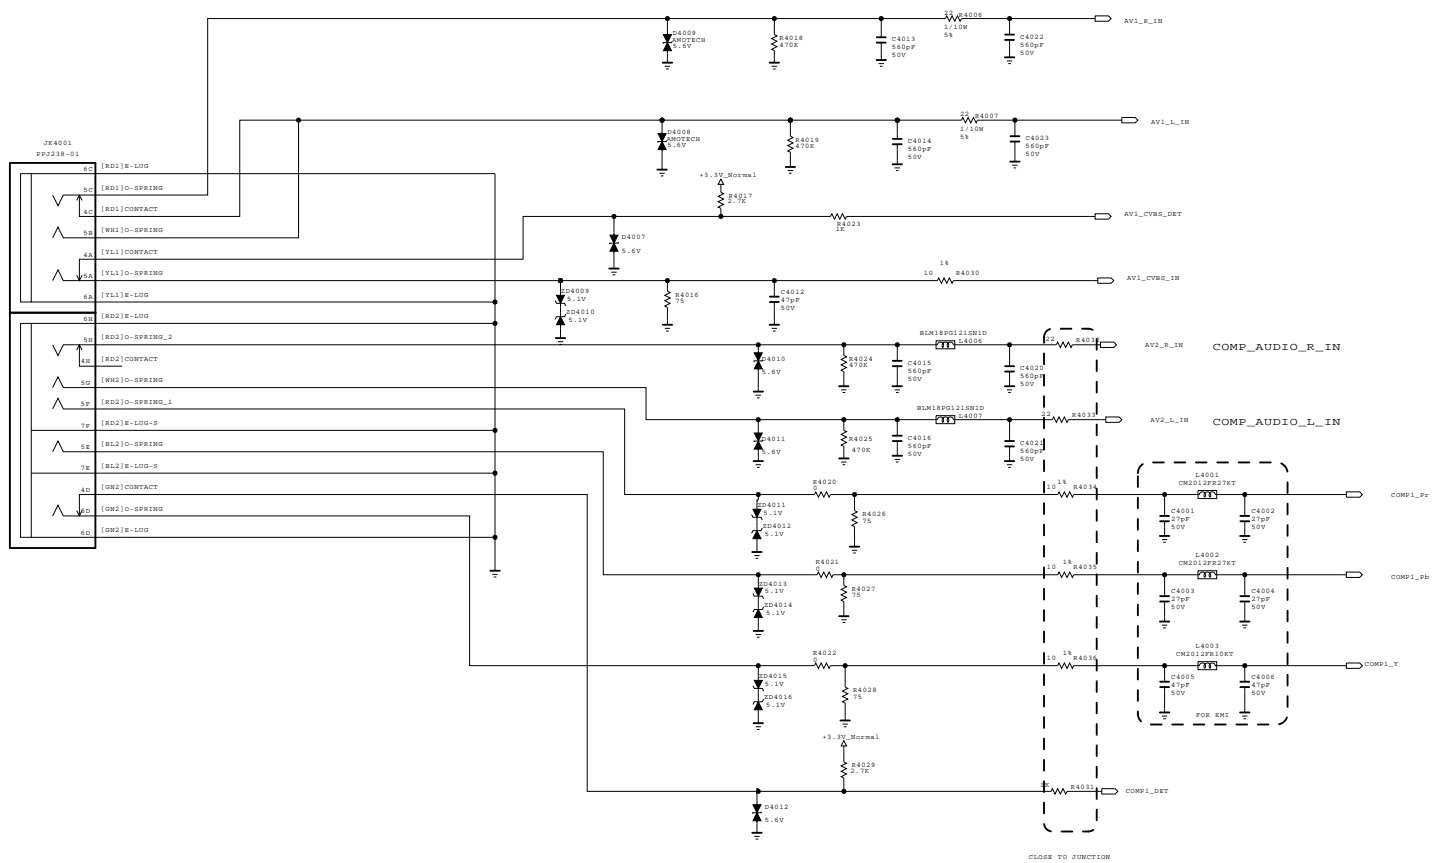 22 R4006
AV1_R_IN
1/10W
5%
D4009
AMOTECH
5.6V
R4018
470K
C4013
560pF
50V
C4022
560pF
50V
22 R4007
AV1_L_IN
1/10W
5%
D4008
AMOTECH
5.6V
R4019
470K
C4014
560pF
50V
C4023
560pF
50V
JK4001
PPJ238-01
6C [RD1]E-LUG
5C [RD1]O-SPRING
4C [RD1]CONTACT
5B [WH1]O-SPRING
4A [YL1]CONTACT
5A [YL1]O-SPRING
6A [YL1]E-LUG
6H [RD2]E-LUG
5H [RD2]O-SPRING_2
4H [RD2]CONTACT
5G [WH2]O-SPRING
5F [RD2]O-SPRING_1
7F [RD2]E-LUG-S
5E [BL2]O-SPRING
7E [BL2]E-LUG-S
4D [GN2]CONTACT
5D [GN2]O-SPRING
6D [GN2]E-LUG
+3.3V_Normal
R4017
2.7K
AV1_CVBS_DET
R4023
1K
D4007
5.6V
1%
10 R4030
AV1_CVBS_IN
ZD4009
5.1V
ZD4010
5.1V
R4016
75
C4012
47pF
50V
BLM18PG121SN1D
L4006
22
AV2_R_IN
COMP_AUDIO_R_IN
D4010
5.6V
R4024
470K
C4015
560pF
50V
C4020
560pF
50V
BLM18PG121SN1D
L4007
22 R4033
AV2_L_IN
COMP_AUDIO_L_IN
D4011
5.6V
R4025
470K
C4016
560pF
50V
C4021
560pF
50V
R4020
0
1%
10 R4034
L4001
CM2012FR27KT
COMP1_Pr
ZD4011
5.1V
ZD4012
5.1V
R4026
75
C4001
27pF
50V
C4002
27pF
50V
R4021
0
1%
10 R4035
L4002
CM2012FR27KT
COMP1_Pb
ZD4013
5.1V
ZD4014
5.1V
R4027
75
C4003
27pF
50V
C4004
27pF
50V
R4022
0
1%
10 R4036
L4003
CM2012FR10KT
COMP1_Y
ZD4015
5.1V
ZD4016
5.1V
R4028
75
C4005
47pF
50V
C4006
47pF
50V
FOR EMI
+3.3V_Normal
R4029
2.7K
1K R4031
COMP1_DET
D4012
5.6V
CLOSE TO JUNCTION